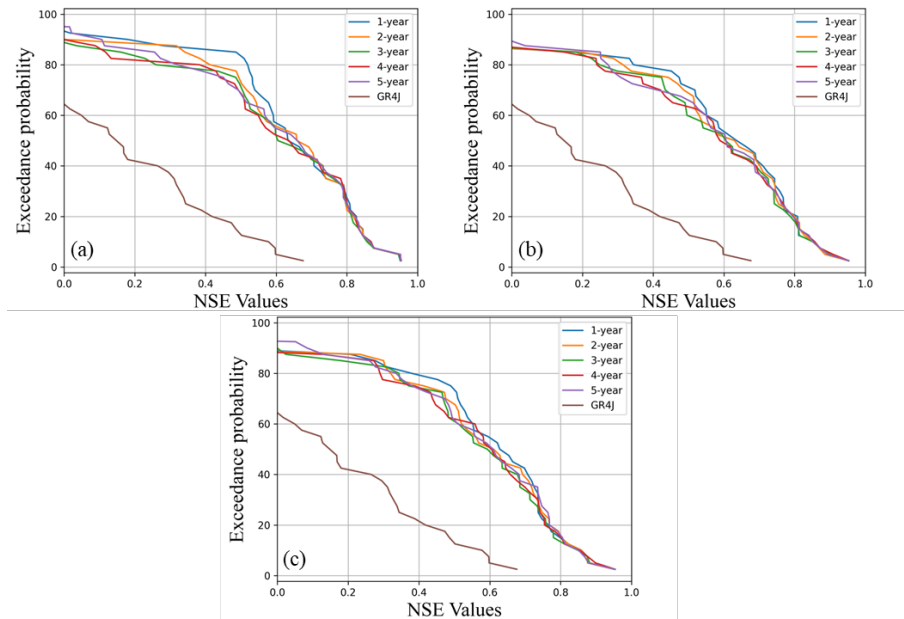 100
80
60
40
20
0
Exceedance probability
(a)
0.0 0.2 0.4 0.6 0.8 1.0
NSE Values
1-year
2-year
3-year
4-year
5-year
GR4J
100
80
60
40
20
0
Exceedance probability
(b)
0.0 0.2 0.4 0.6 0.8 1.0
NSE Values
1-year
2-year
3-year
4-year
5-year
GR4J
100
80
60
40
20
0
Exceedance probability
(c)
0.0 0.2 0.4 0.6 0.8 1.0
NSE Values
1-year
2-year
3-year
4-year
5-year
GR4J